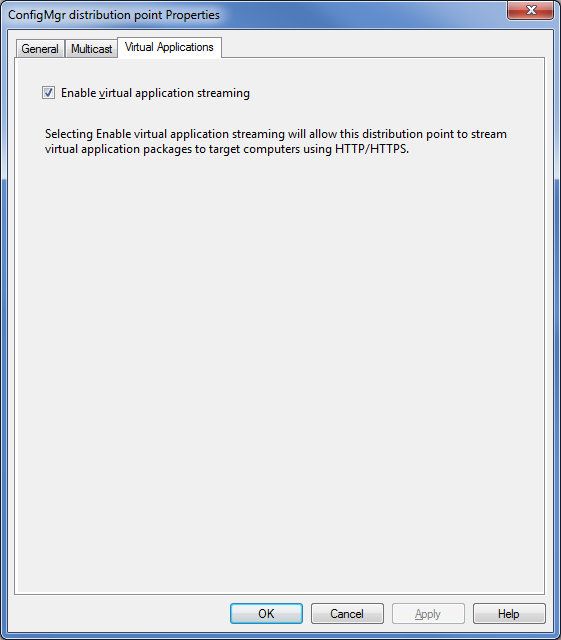 ConfigMgr distribution point Properties
General Multicast Virtual Applications
Enable virtual application streaming
Selecting Enable virtual application streaming will allow this distribution point to stream
virtual application packages to target computers using HTTP/HTTPS.
OK Cancel Apply Help